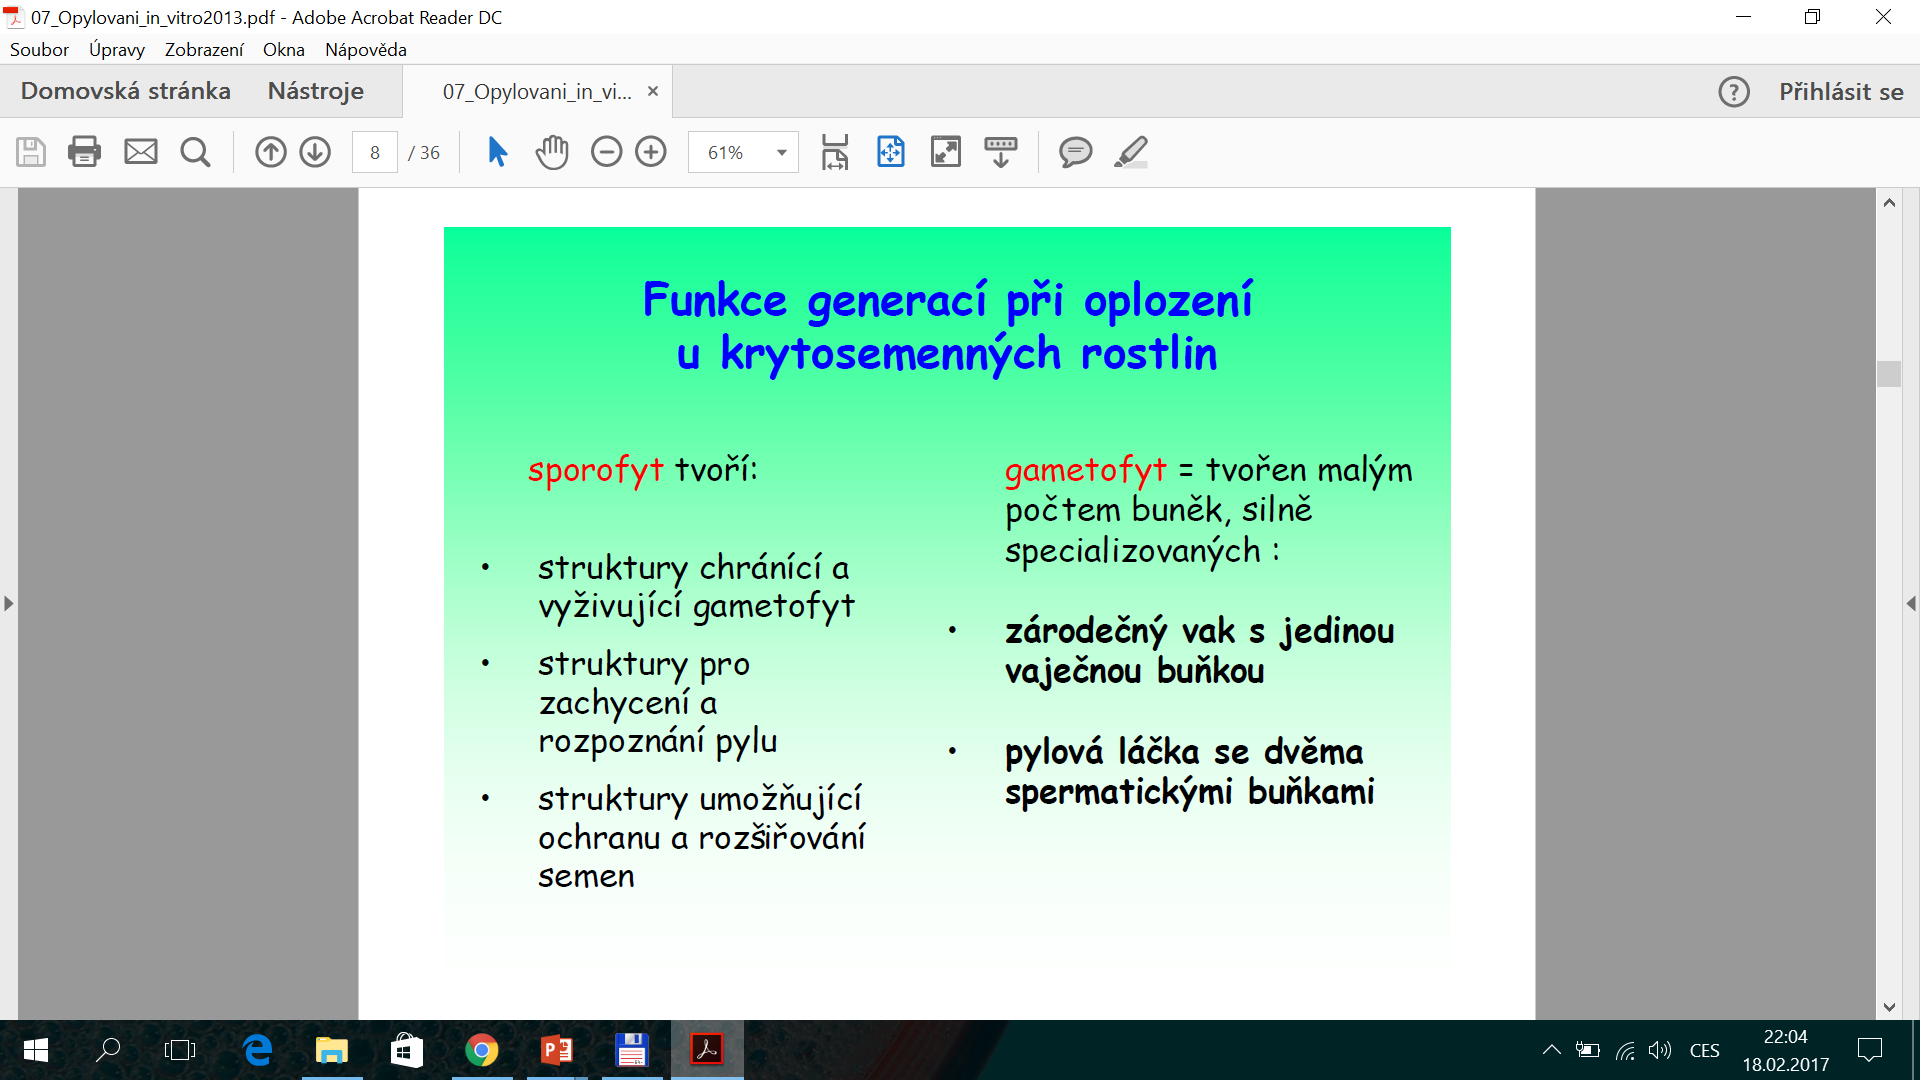 07_Opylovani_in_vitro2013.pdf - Adobe Acrobat Reader DC
Soubor Úpravy Zobrazení Okna Nápověda
Domovská stránka Nástroje 07_Opylovani_in_vi... × ? Přihlásit se
8 / 36 61%
Funkce generací při oplození
u krytosemenných rostlin
sporofyt tvoří:
• struktury chránící a
vyživující gametofyt
• struktury pro
zachycení a
rozpoznání pylu
• struktury umožňující
ochranu a rozšiřování
semen
gametofyt = tvořen malým
počtem buněk, silně
specializovaných :
• zárodečný vak s jedinou
vaječnou buňkou
• pylová láčka se dvěma
spermatickými buňkami
CES
22:04
18.02.2017